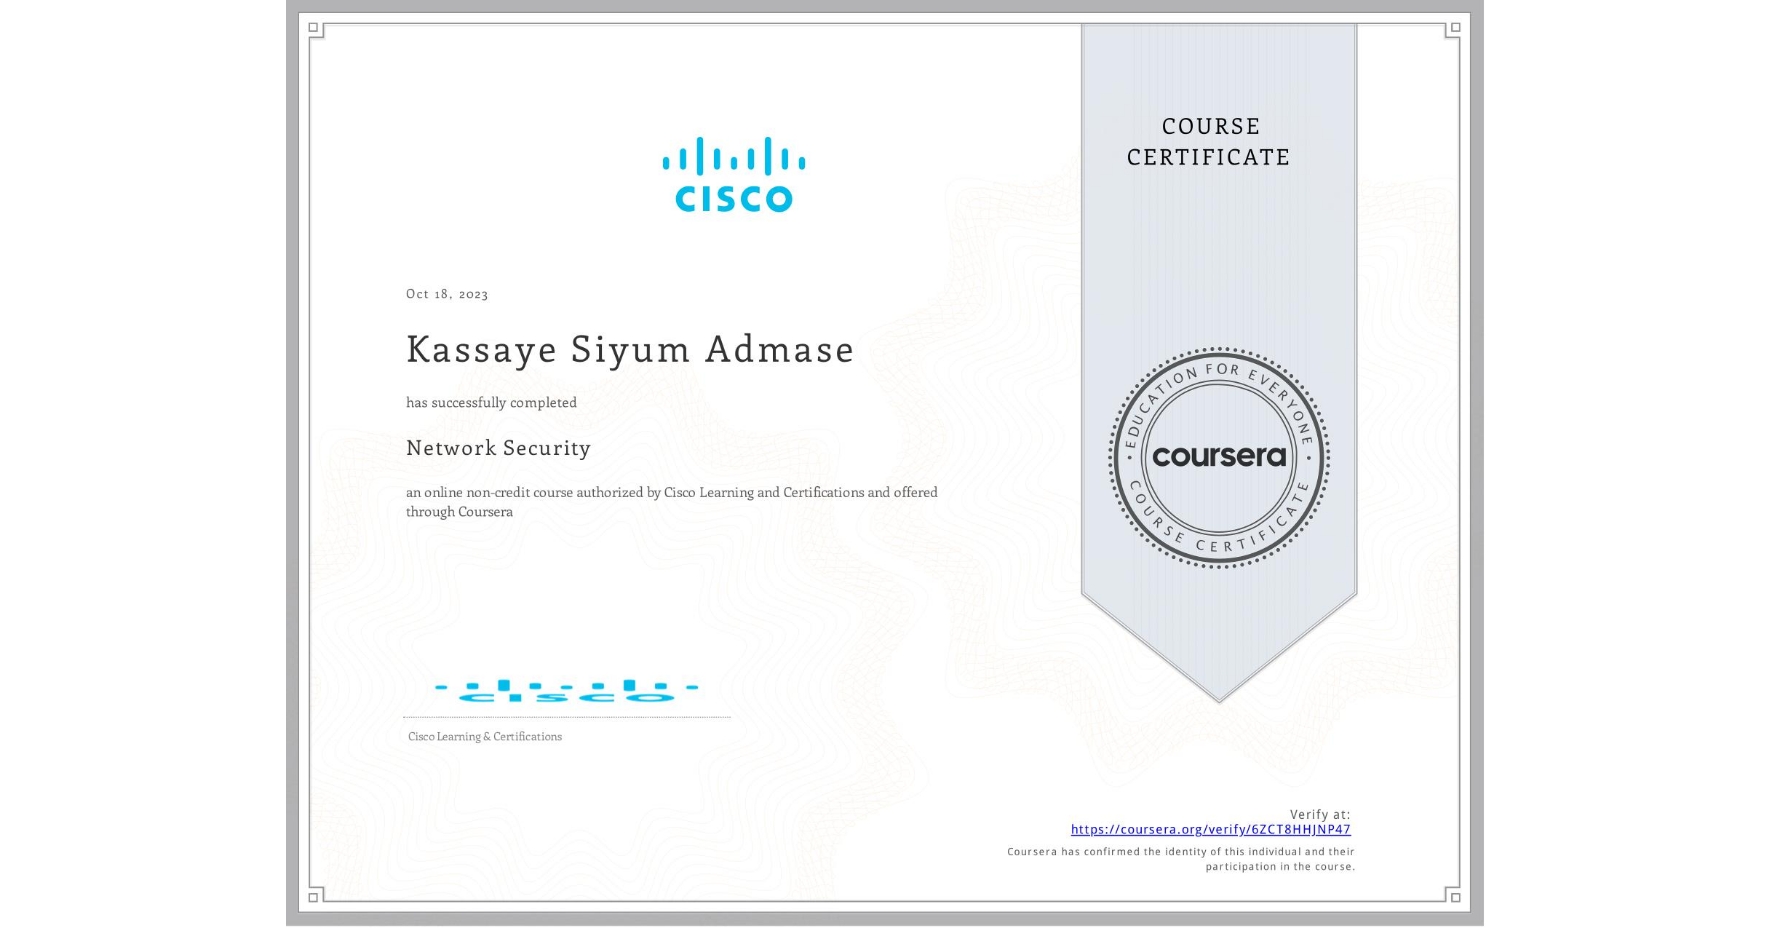 COURSE
CERTIFICATE
CISCO
Oct 18, 2023
Kassaye Siyum Admase
has successfully completed
Network Security
an online non-credit course authorized by Cisco Learning and Certifications and offered
through Coursera
EDUCATION FOR EVERYONE
coursera
COURSE CERTIFICATE
CISCO
Cisco Learning & Certifications
Verify at:
https://coursera.org/verify/6ZCT8HHJNP47
Coursera has confirmed the identity of this individual and their
participation in the course.